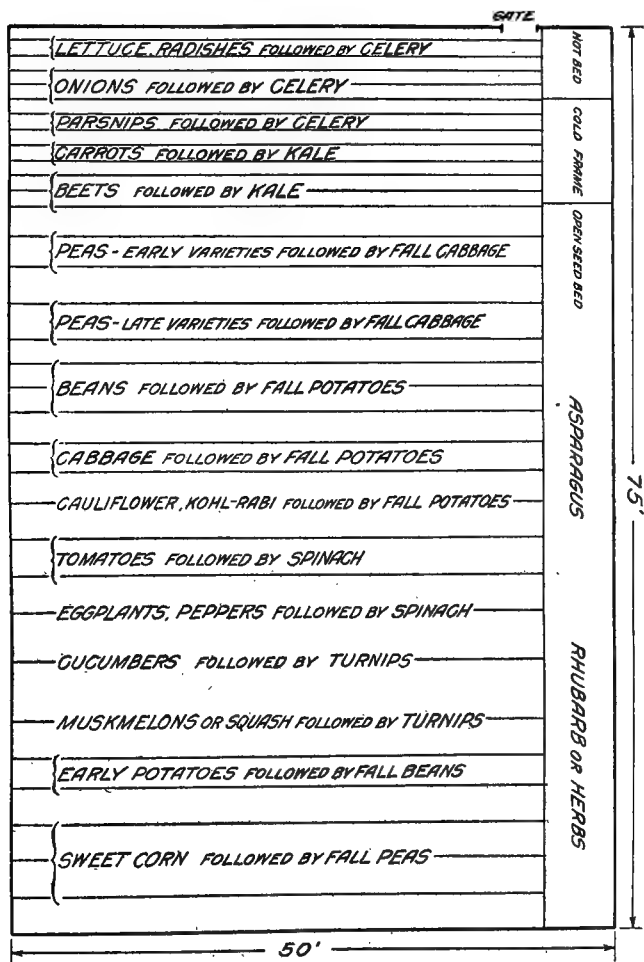 GATE
LETTUCE, RADISHES FOLLOWED BY CELERY
ONIONS FOLLOWED BY CELERY
PARSNIPS FOLLOWED BY CELERY
CARROTS FOLLOWED BY KALE
BEETS FOLLOWED BY KALE
PEAS-EARLY VARIETIES FOLLOWED BY FALL CABBAGE
PEAS-LATE VARIETIES FOLLOWED BY FALL CABBAGE
BEANS FOLLOWED BY FALL POTATOES
CABBAGE FOLLOWED BY FALL POTATOES
CAULIFLOWER, KOHL-RABI FOLLOWED BY FALL POTATOES
TOMATOES FOLLOWED BY SPINACH
EGGPLANTS, PEPPERS FOLLOWED BY SPINACH
CUCUMBERS FOLLOWED BY TURNIPS
MUSKMELONS OR SQUASH FOLLOWED BY TURNIPS
EARLY POTATOES FOLLOWED BY FALL BEANS
SWEET CORN FOLLOWED BY FALL PEAS
HOT BED
COLD FRAME
OPEN SEED BED
ASPARAGUS
RHUBARB OR HERBS
75'
50'